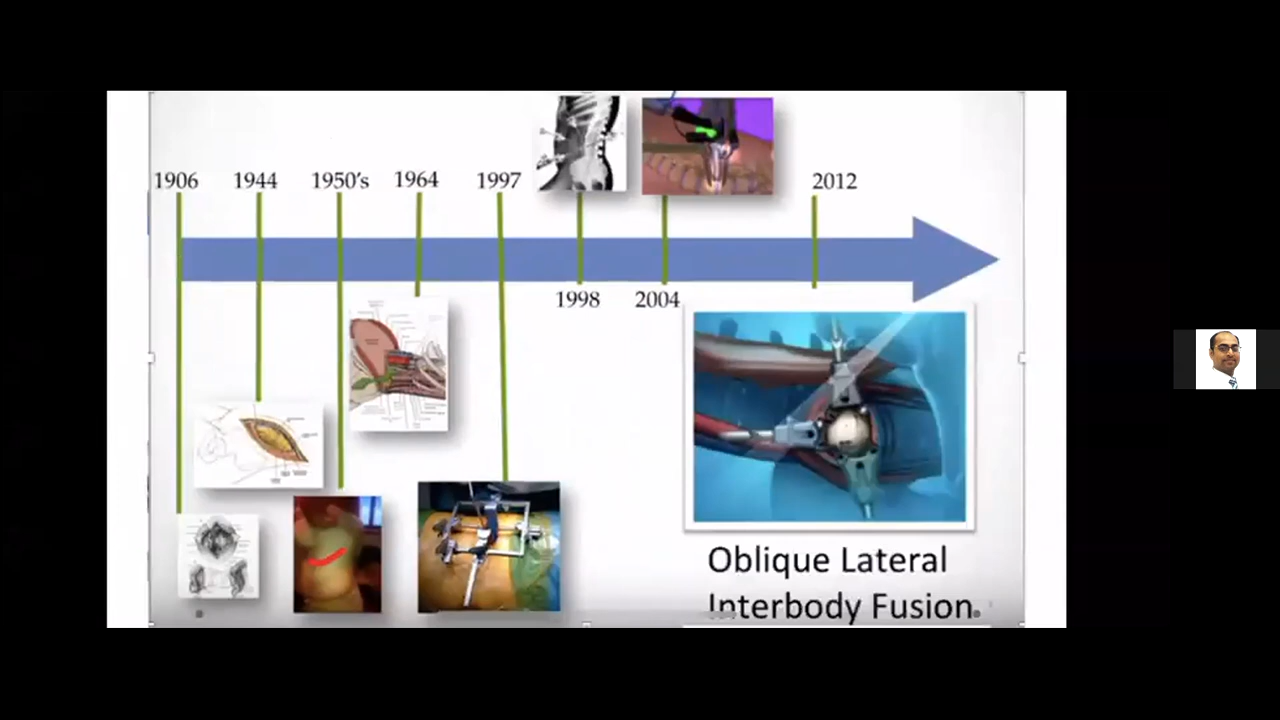 1906
1944
1950's
1964
1997
2012
1998
2004
Oblique Lateral
Interbody Fusion